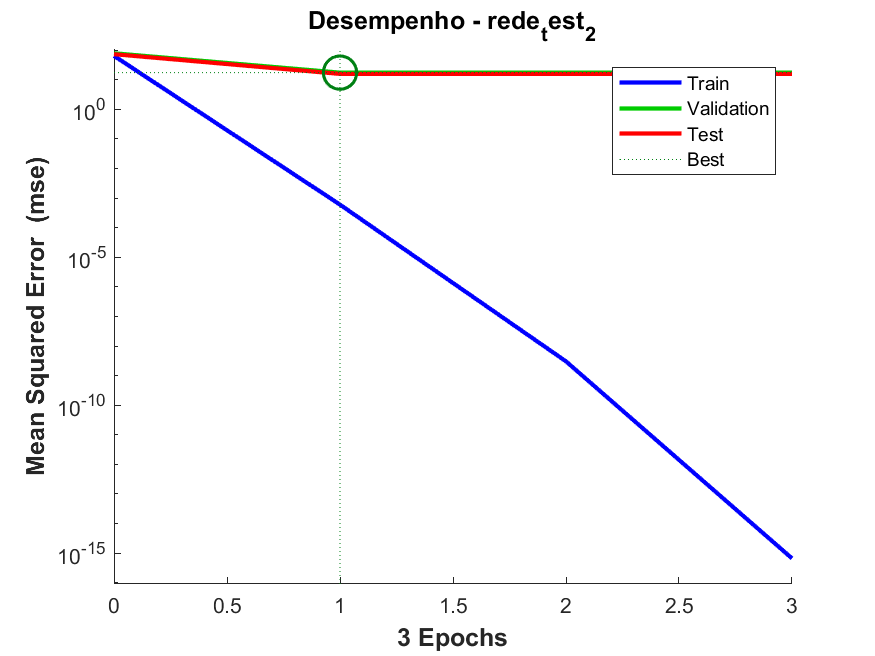 Desempenho - rede_test_2
Mean Squared Error (mse)
10^0
10^-5
10^-10
10^-15
Train
Validation
Test
Best
0 0.5 1 1.5 2 2.5 3
3 Epochs